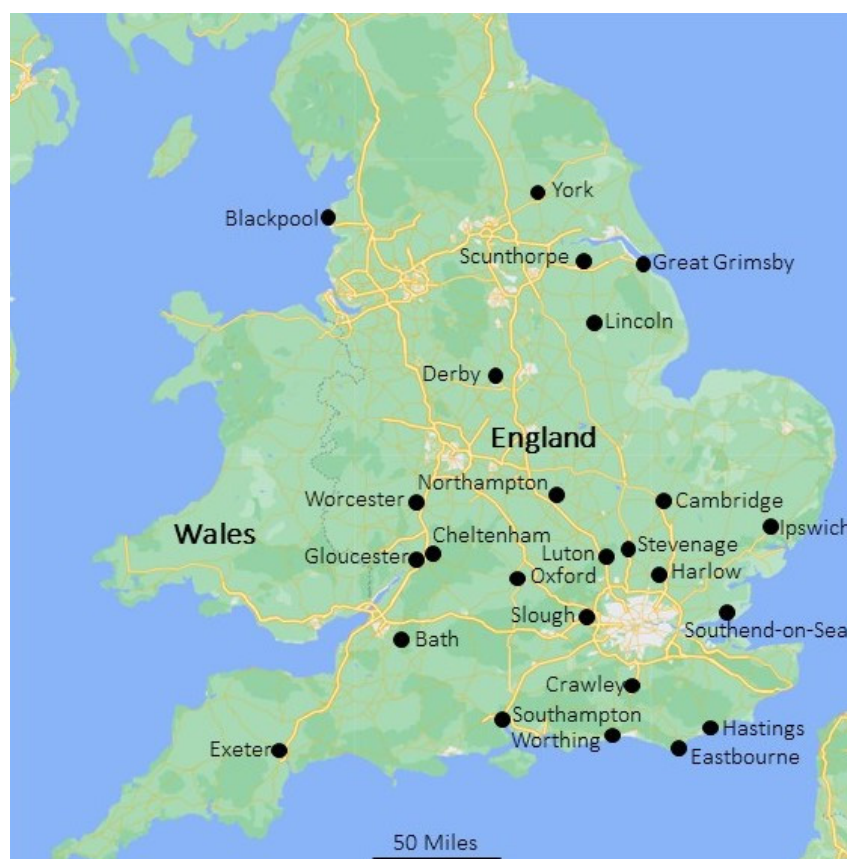 York
Blackpool
Scunthorpe
Great Grimsby
Lincoln
Derby
England
Northampton
Worcester
Cambridge
Wales
Ipswich
Cheltenham
Stevenage
Luton
Gloucester
Harlow
Oxford
Slough
Southend-on-Sea
Bath
Crawley
Southampton
Hastings
Worthing
Exeter
Eastbourne
50 Miles